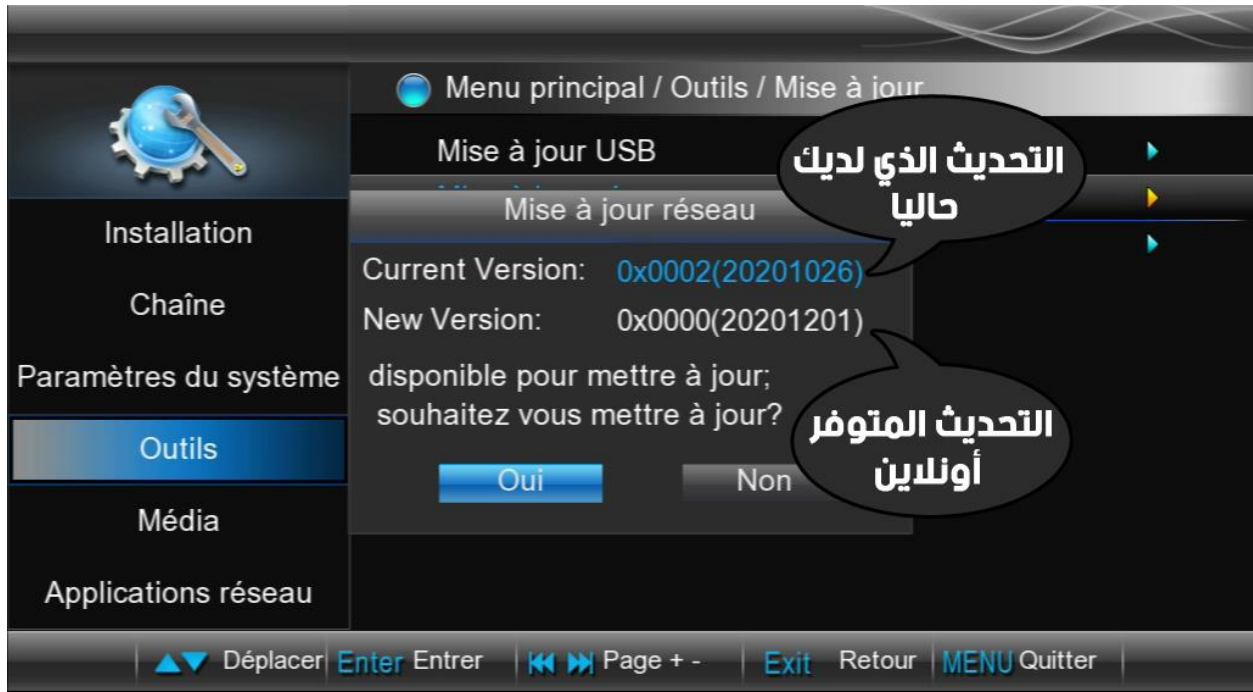 Menu principal / Outils / Mise à jour
Mise à jour USB
Mise à jour réseau
Current Version: 0x0002(20201026)
New Version: 0x0000(20201201)
disponible pour mettre à jour;
souhaitez vous mettre à jour?
Oui Non
التحديث الذي لديك
حاليا
التحديث المتوفر
أونلاين
Installation
Chaîne
Paramètres du système
Outils
Média
Applications réseau
Déplacer Enter Entrer Page + - Exit Retour MENU Quitter